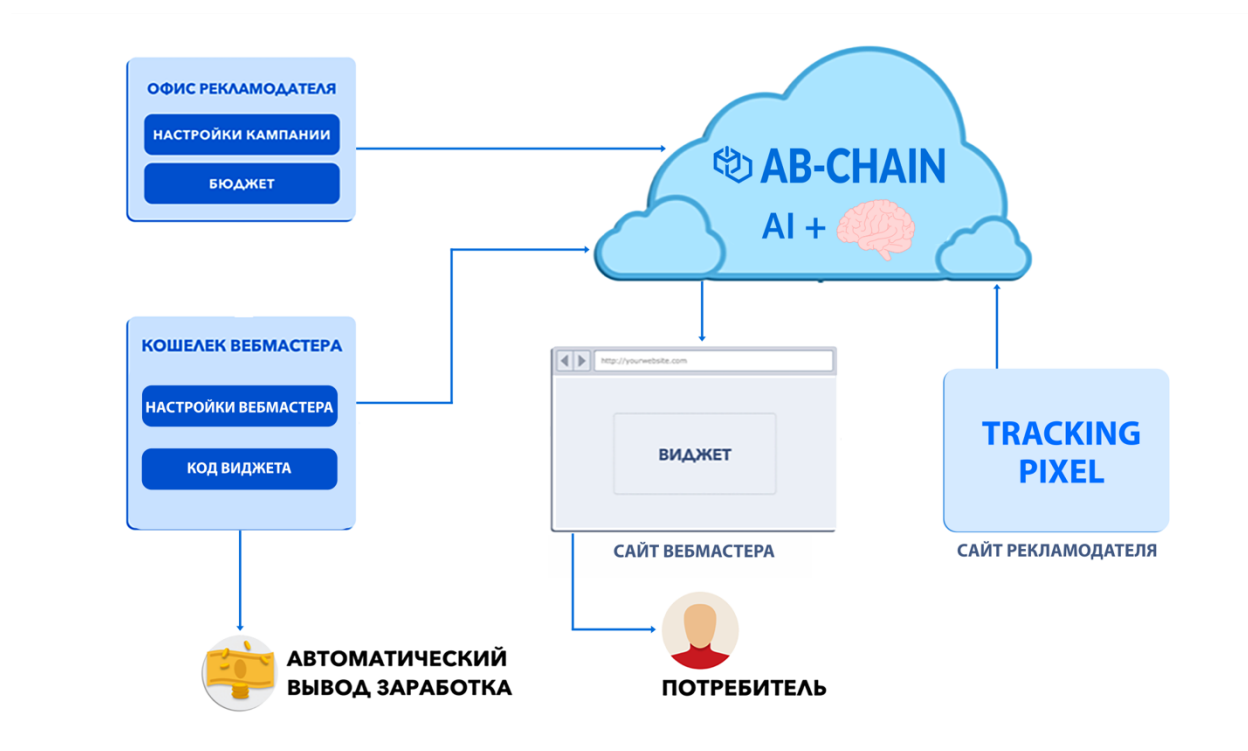 ОФИС РЕКЛАМОДАТЕЛЯ
НАСТРОЙКИ КАМПАНИИ
БЮДЖЕТ
AB-CHAIN
AI +
КОШЕЛЕК ВЕБМАСТЕРА
НАСТРОЙКИ ВЕБМАСТЕРА
КОД ВИДЖЕТА
http://yourwebsite.com
ВИДЖЕТ
САЙТ ВЕБМАСТЕРА
TRACKING
PIXEL
САЙТ РЕКЛАМОДАТЕЛЯ
АВТОМАТИЧЕСКИЙ
ВЫВОД ЗАРАБОТКА
ПОТРЕБИТЕЛЬ